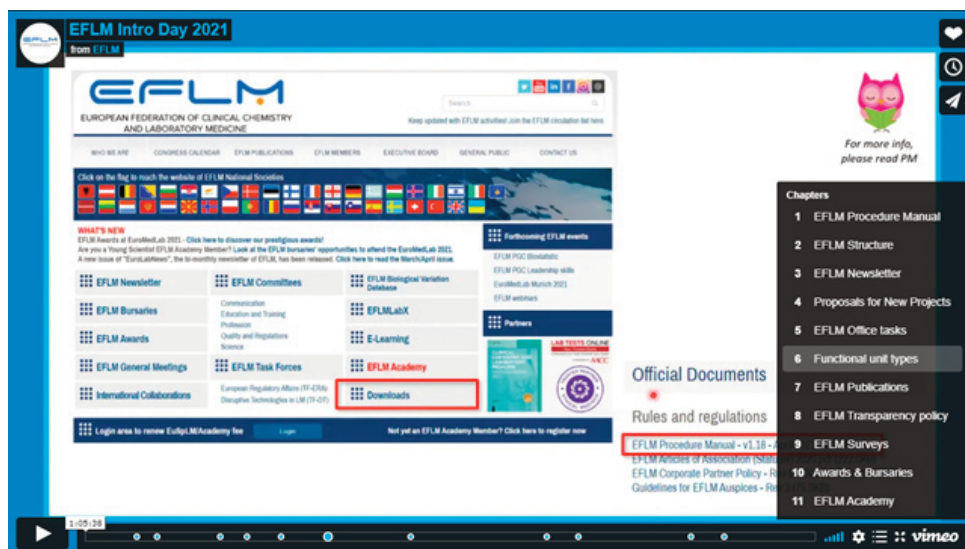 EFLM Intro Day 2021
from EFLM
EFLM
EUROPEAN FEDERATION OF CLINICAL CHEMISTRY
AND LABORATORY MEDICINE
Search
Keep updated with EFLM activities! Join the EFLM circulation list here.
WHO WE ARE CONGRESS CALENDAR EFLM PUBLICATIONS EFLM MEMBERS EXECUTIVE BOARD GENERAL PUBLIC CONTACT US
Click on the flag to reach the website of EFLM National Societies
WHAT'S NEW
EFLM Awards at EuroMedLab 2021 - Click here to discover our prestigious awards!
Are you a Young Scientist EFLM Academy Member? Look at the EFLM bursaries' opportunities to attend the EuroMedLab 2021.
A new issue of "EuroLabNews", the bi-monthly newsletter of EFLM, has been released. Click here to read the March/April issue.
EFLM Newsletter
EFLM Committees
EFLM Biological Variation
Database
EFLM Bursaries
Communication
Education and Training
Profession
Quality and Regulations
Science
EFLMLabX
EFLM Awards
E-Learning
EFLM General Meetings
EFLM Task Forces
EFLM Academy
International Collaborations
European Regulatory Affairs (TF-ERA)
Disruptive Technologies in LM (TF-DT)
Downloads
Login area to renew EuSpLM/Academy fee
Login
Not yet an EFLM Academy Member? Click here to register now
Forthcoming EFLM events
EFLM PGC Biostatistic
EFLM PGC Leadership skills
EuroMedLab Munich 2021
EFLM webinars
Partners
LAB TESTS ONLINE
AACC
For more info,
please read PM
Official Documents
Rules and regulations
EFLM Procedure Manual - v1.18 -
EFLM Articles of Association
EFLM Corporate Partner Policy -
Guidelines for EFLM Auspices -
Chapters
1 EFLM Procedure Manual
2 EFLM Structure
3 EFLM Newsletter
4 Proposals for New Projects
5 EFLM Office tasks
6 Functional unit types
7 EFLM Publications
8 EFLM Transparency policy
9 EFLM Surveys
10 Awards & Bursaries
11 EFLM Academy
1:05:38
vimeo